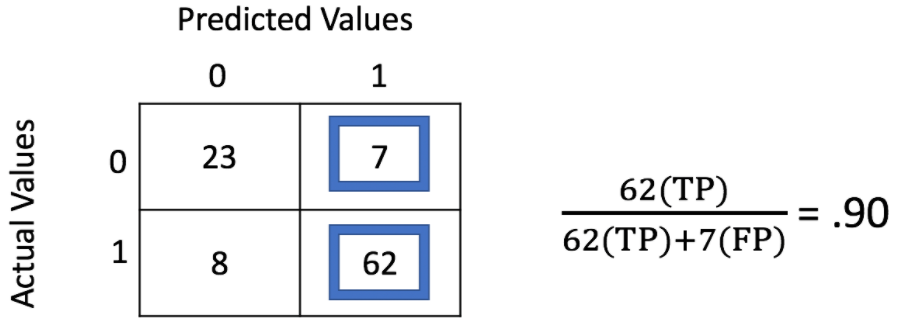 Predicted Values
0 1
Actual Values
0 23 7
1 8 62
62(TP)
62(TP)+7(FP)
= .90